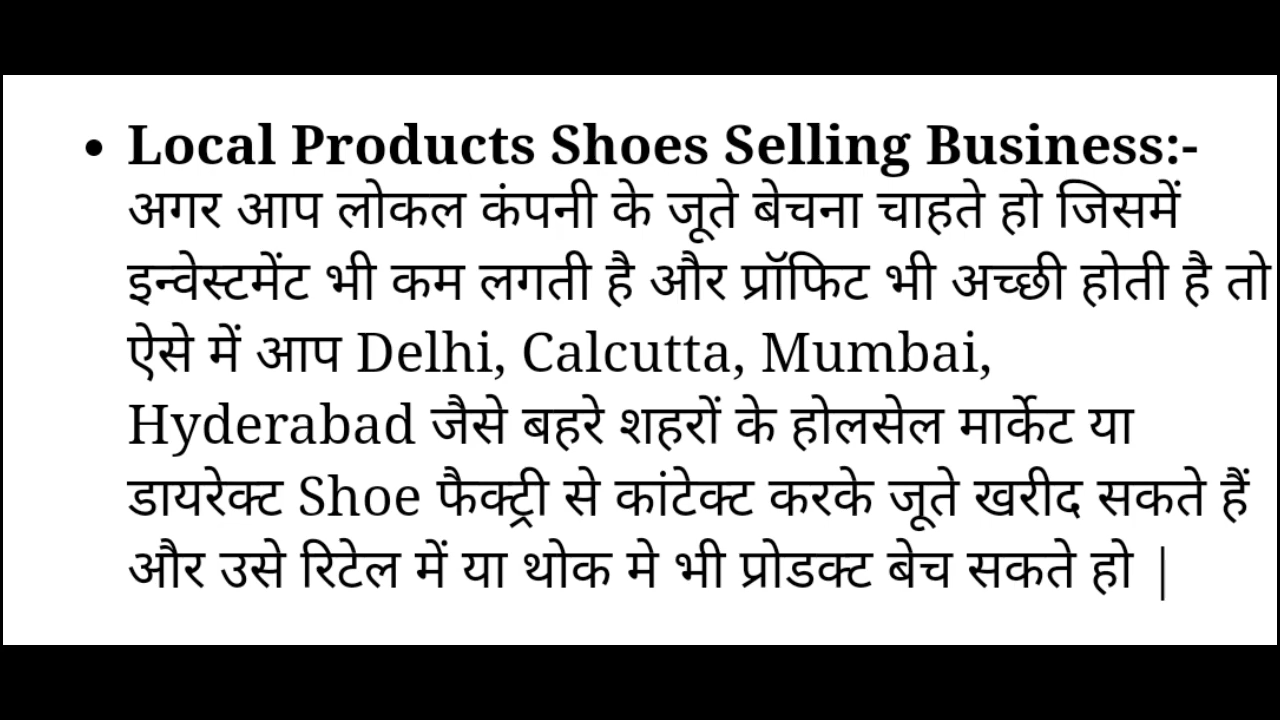 • Local Products Shoes Selling Business:-
अगर आप लोकल कंपनी के जूते बेचना चाहते हो जिसमें
इन्वेस्टमेंट भी कम लगती है और प्रॉफिट भी अच्छी होती है तो
ऐसे में आप Delhi, Calcutta, Mumbai,
Hyderabad जैसे बहरे शहरों के होलसेल मार्केट या
डायरेक्ट Shoe फैक्ट्री से कांटेक्ट करके जूते खरीद सकते हैं
और उसे रिटेल में या थोक मे भी प्रोडक्ट बेच सकते हो |